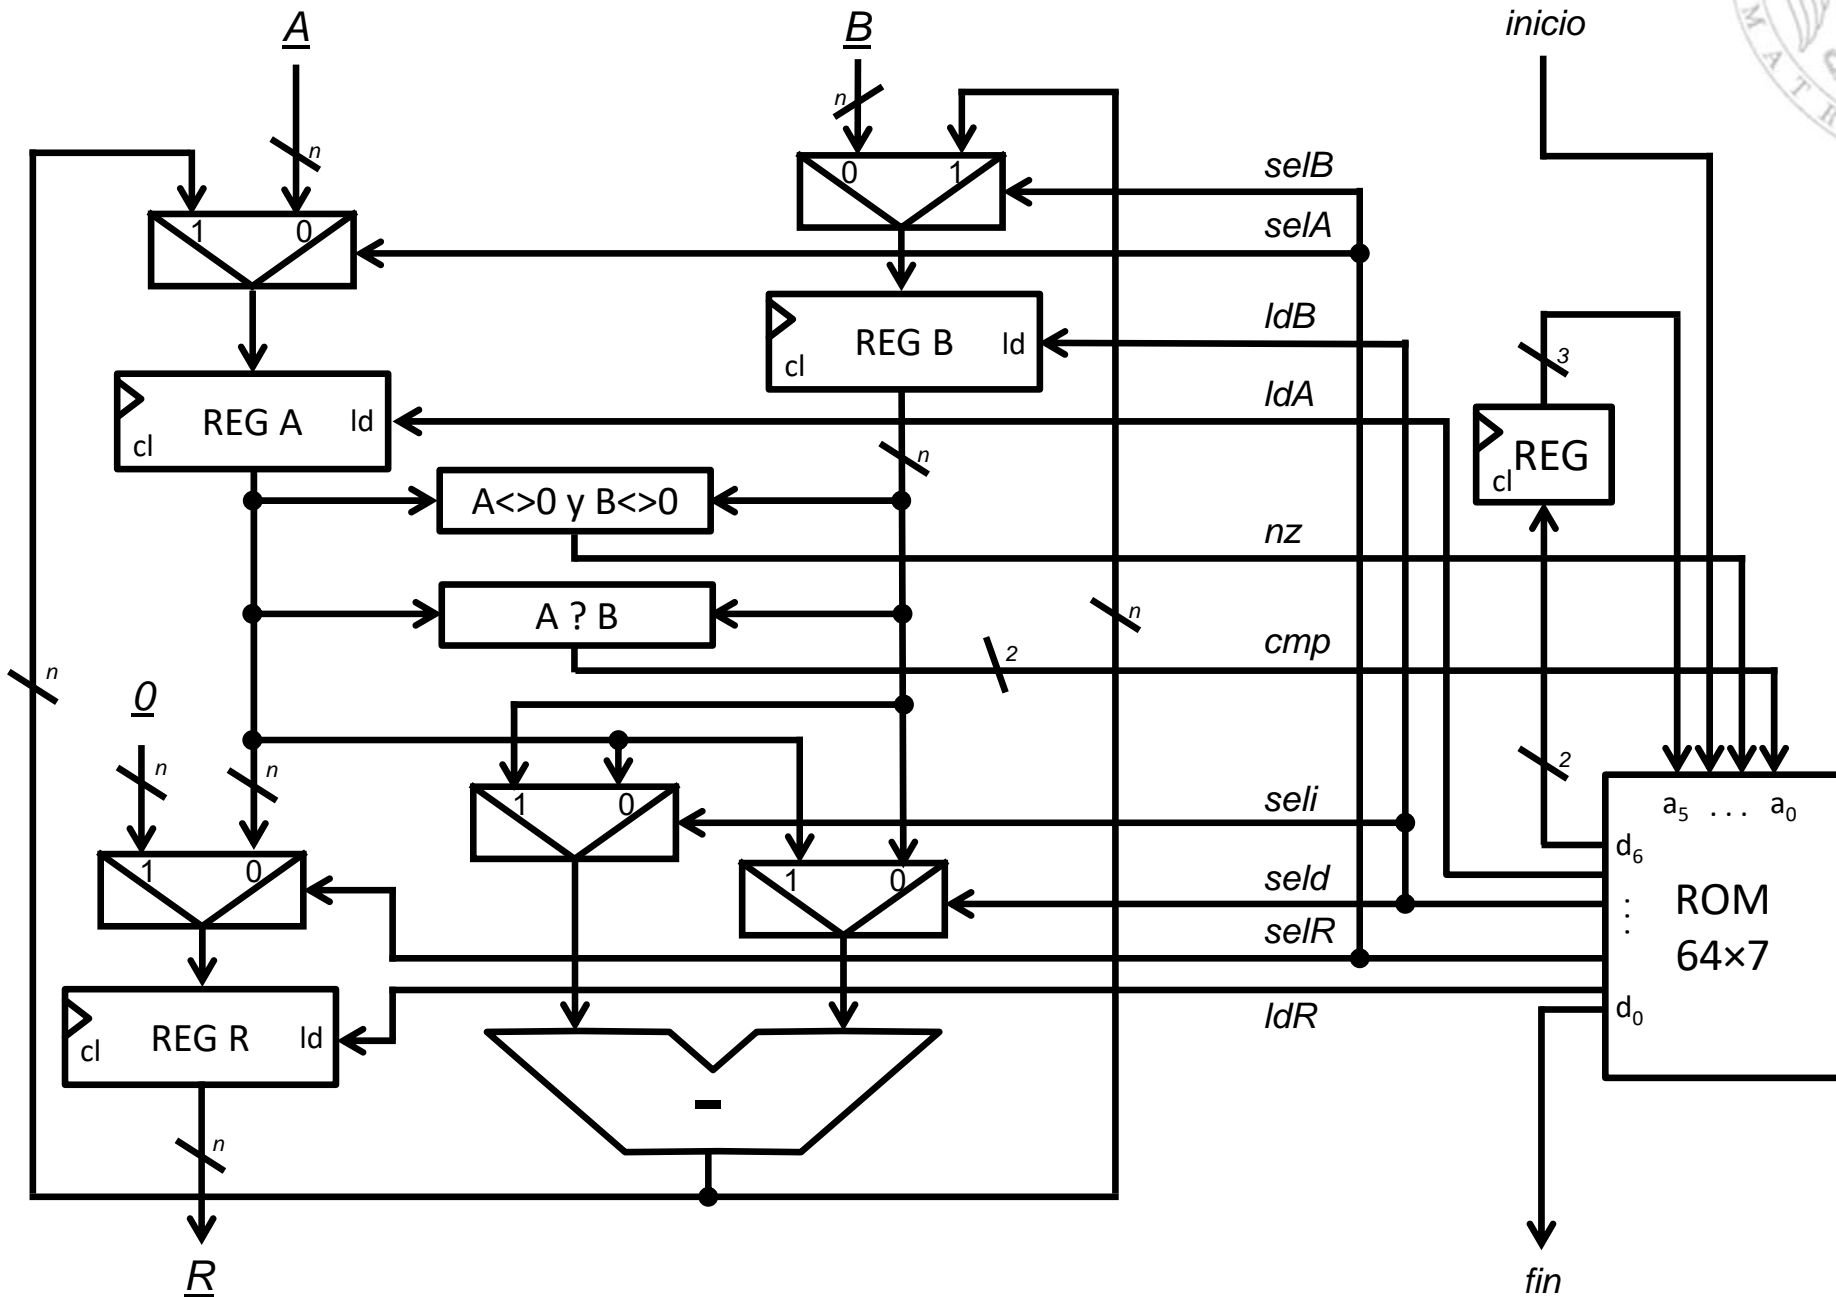 A
B
inicio
n
n
0
1
selB
1
0
selA
ldB
REG B
ld
cl
3
ldA
REG A
ld
cl
REG
cl
n
A<>0 y B<>0
nz
A ? B
n
2
cmp
n
0
n
n
2
1
0
seli
a5 ... a0
d6
1
0
1
0
seld
ROM
64×7
⋮
selR
d0
ldR
REG R
ld
cl
-
n
R
fin
M A T R